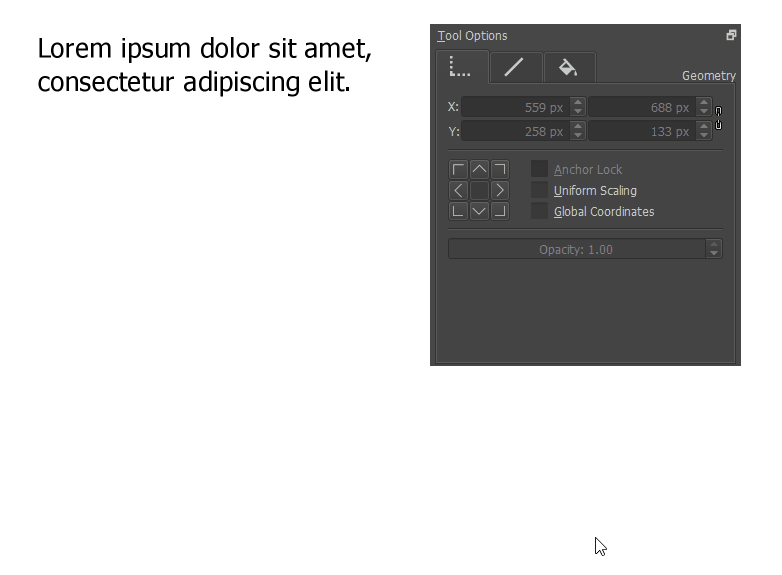 Lorem ipsum dolor sit amet,
consectetur adipiscing elit.
Tool Options
Geometry
X: 559 px 688 px
Y: 258 px 133 px
Anchor Lock
Uniform Scaling
Global Coordinates
Opacity: 1.00